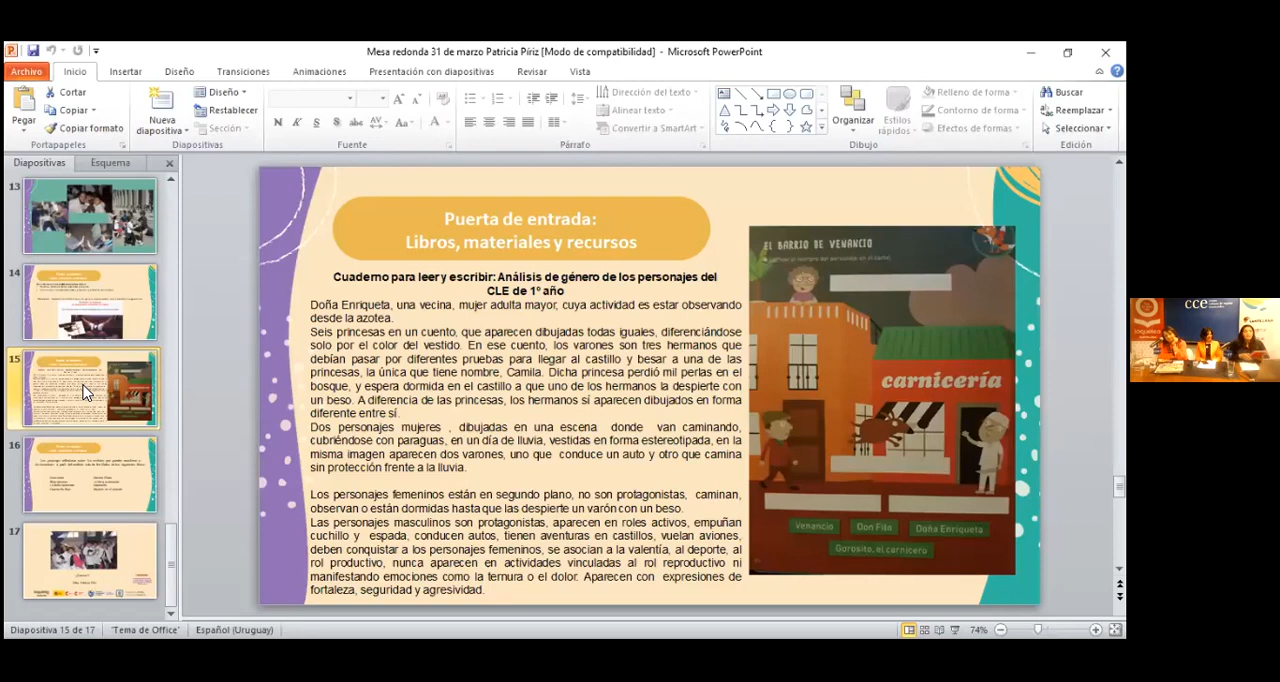 Mesa redonda 31 de marzo Patricia Píriz [Modo de compatibilidad] - Microsoft PowerPoint
Archivo Inicio Insertar Diseño Transiciones Animaciones Presentación con diapositivas Revisar Vista
Pegar
Cortar
Copiar
Copiar formato
Portapapeles
Nueva
diapositiva
Diseño
Restablecer
Sección
Diapositivas
N K S S abc AV Aa A
Fuente
Dirección del texto
Alinear texto
Convertir a SmartArt
Párrafo
Organizar
Estilos
rápidos
Relleno de forma
Contorno de forma
Efectos de formas
Dibujo
Buscar
Reemplazar
Seleccionar
Edición
Diapositivas Esquema
13
14
15
16
17
Puerta de entrada:
Libros, materiales y recursos
Cuaderno para leer y escribir: Análisis de género de los personajes del
CLE de 1º año
Doña Enriqueta, una vecina, mujer adulta mayor, cuya actividad es estar observando
desde la azotea.
Seis princesas en un cuento, que aparecen dibujadas todas iguales, diferenciándose
solo por el color del vestido. En ese cuento, los varones son tres hermanos que
debían pasar por diferentes pruebas para llegar al castillo y besar a una de las
princesas, la única que tiene nombre, Camila. Dicha princesa perdió mil perlas en el
bosque, y espera dormida en el castillo a que uno de los hermanos la despierte con
un beso. A diferencia de las princesas, los hermanos sí aparecen dibujados en forma
diferente entre sí.
Dos personajes mujeres , dibujadas en una escena donde van caminando,
cubriéndose con paraguas, en un día de lluvia, vestidas en forma estereotipada, en la
misma imagen aparecen dos varones, uno que conduce un auto y otro que camina
sin protección frente a la lluvia.
Los personajes femeninos están en segundo plano, no son protagonistas, caminan,
observan o están dormidas hasta que las despierte un varón con un beso.
Las personajes masculinos son protagonistas, aparecen en roles activos, empuñan
cuchillo y espada, conducen autos, tienen aventuras en castillos, vuelan aviones,
deben conquistar a los personajes femeninos, se asocian a la valentía, al deporte, al
rol productivo, nunca aparecen en actividades vinculadas al rol reproductivo ni
manifestando emociones como la ternura o el dolor. Aparecen con expresiones de
fortaleza, seguridad y agresividad.
EL BARRIO DE VENANCIO
carnicería
Venancio Don Filo Doña Enriqueta
Gorosito, el carnicero
cce
Diapositiva 15 de 17 "Tema de Office" Español (Uruguay) 74%